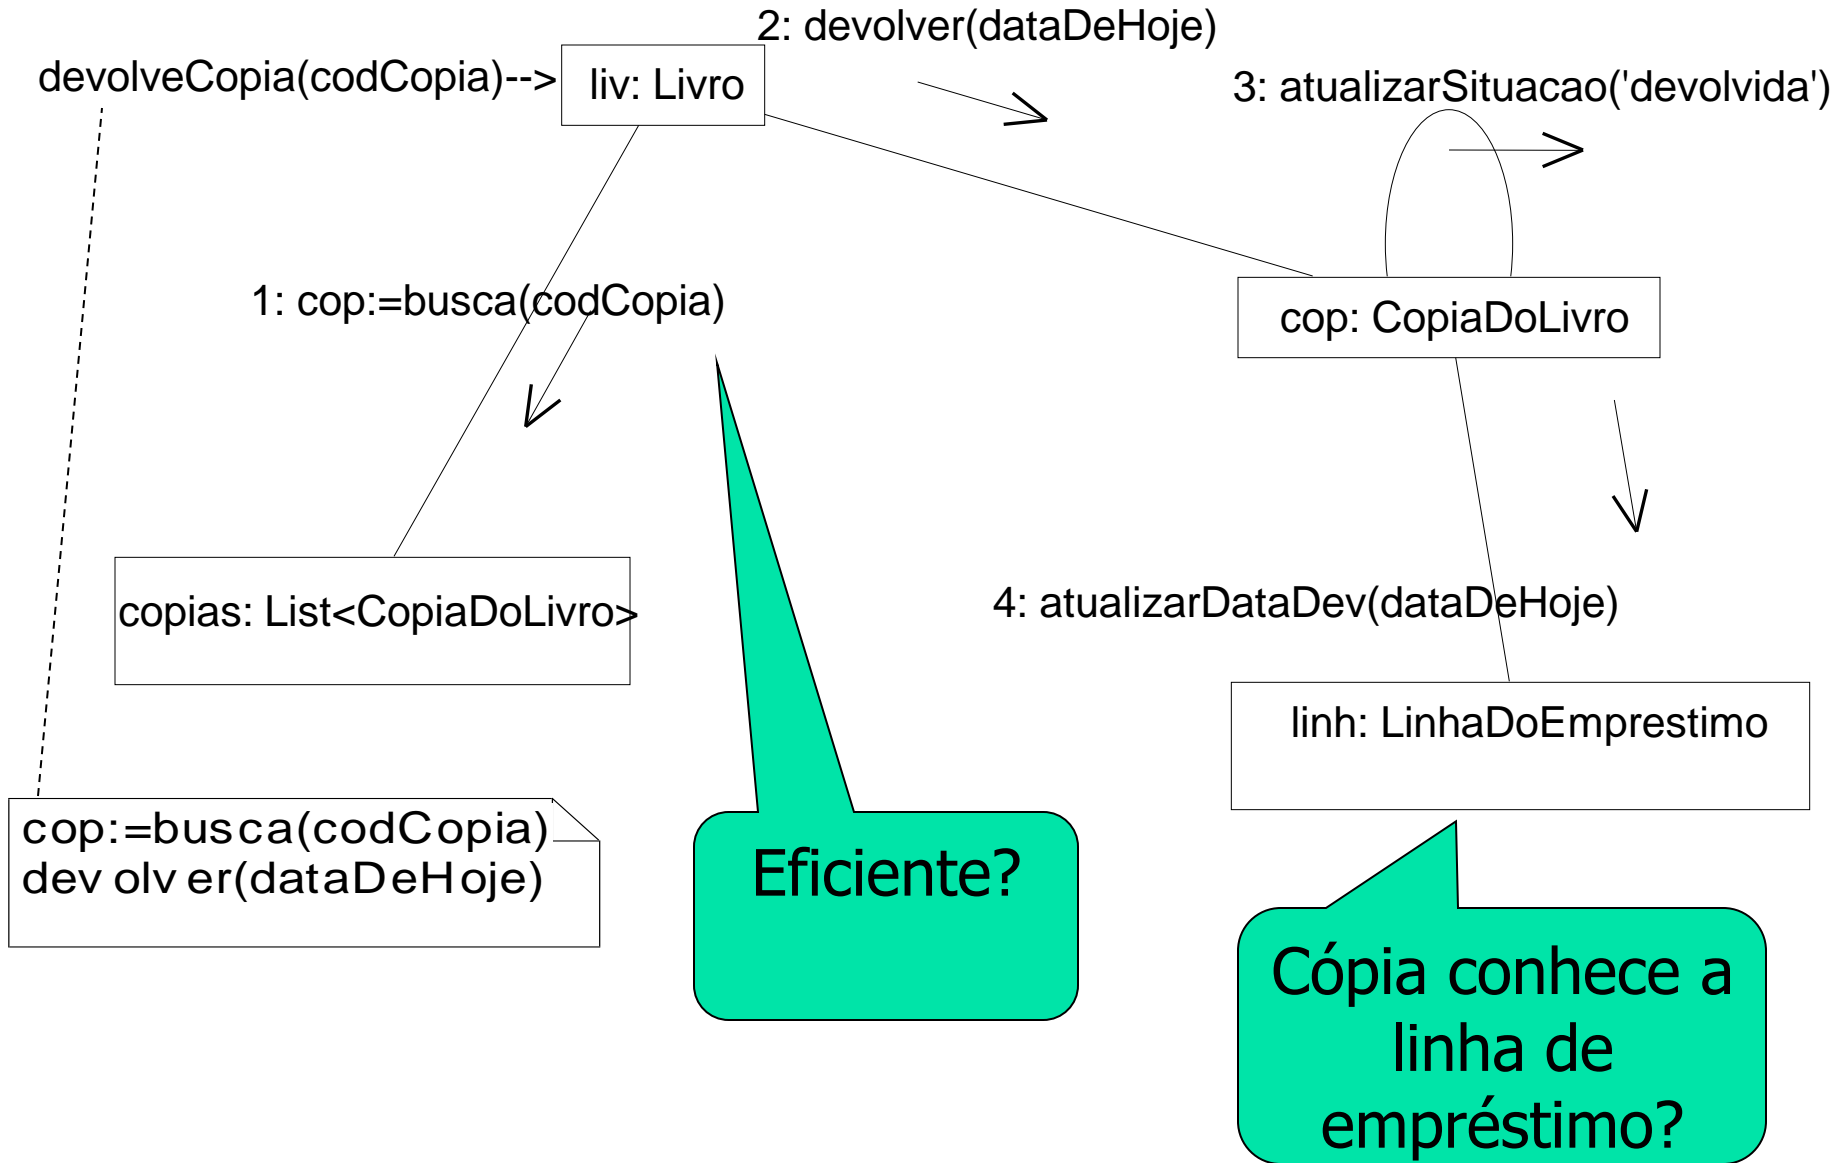 2: devolver(dataDeHoje)
devolveCopia(codCopia)-->
liv: Livro
3: atualizarSituacao('devolvida')
1: cop:=busca(codCopia)
cop: CopiaDoLivro
copias: List<CopiaDoLivro>
4: atualizarDataDev(dataDeHoje)
linh: LinhaDoEmprestimo
cop:=busca(codCopia)
devolver(dataDeHoje)
Eficiente?
Cópia conhece a
linha de
empréstimo?